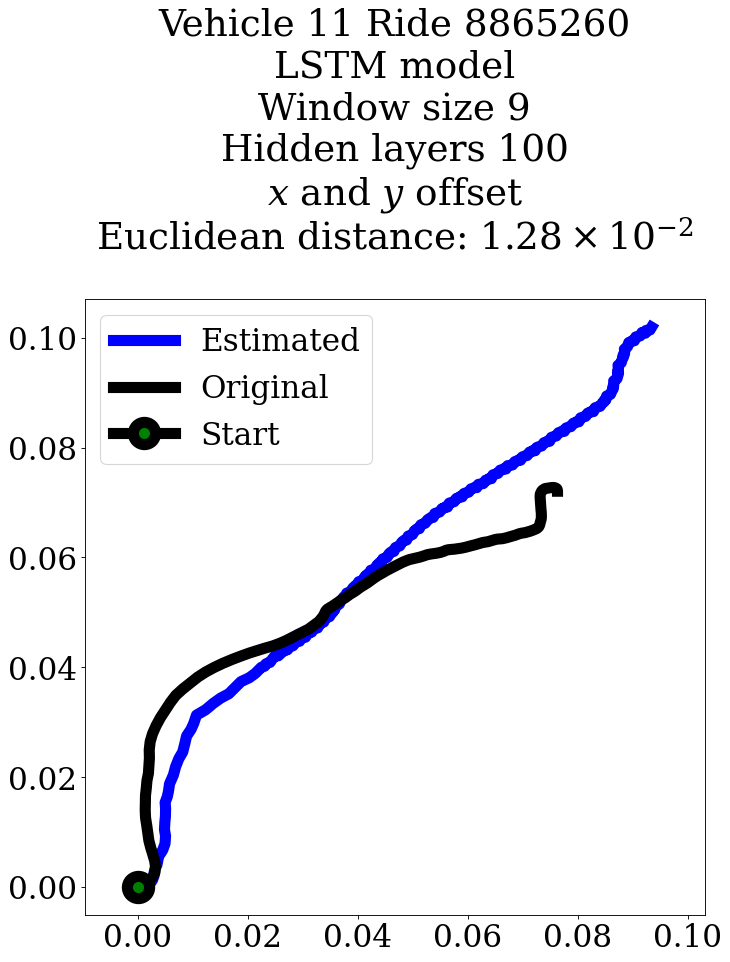 Vehicle 11 Ride 8865260
LSTM model
Window size 9
Hidden layers 100
x and y offset
Euclidean distance: 1.28 × 10⁻²
Estimated
Original
Start
0.10
0.08
0.06
0.04
0.02
0.00
0.00 0.02 0.04 0.06 0.08 0.10